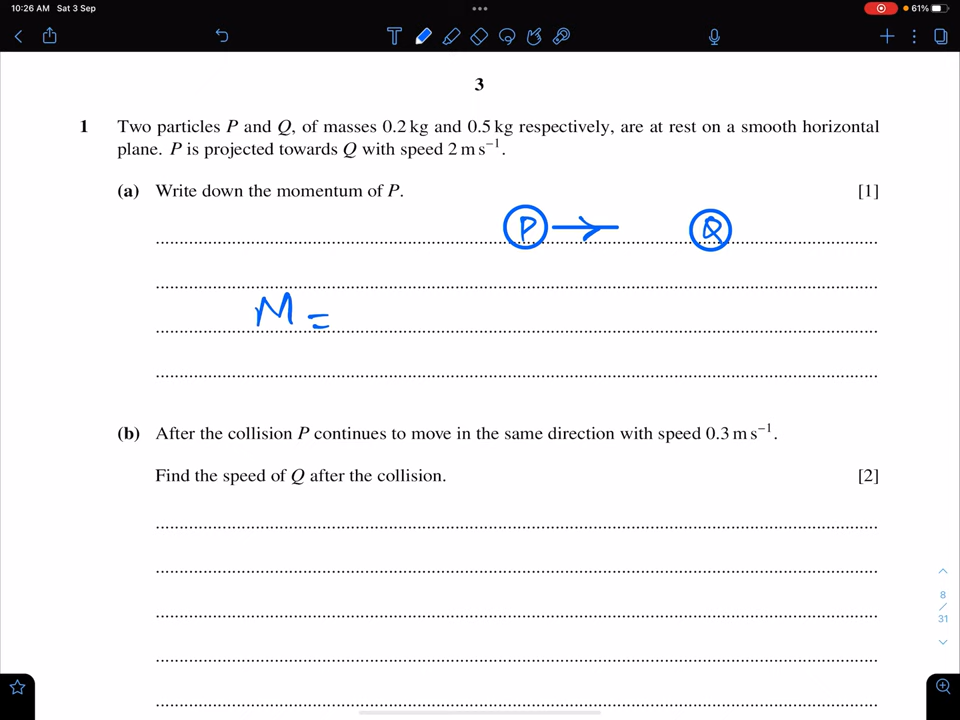 10:26 AM Sat 3 Sep
61%
3
1 Two particles P and Q, of masses 0.2 kg and 0.5 kg respectively, are at rest on a smooth horizontal
plane. P is projected towards Q with speed 2 m s⁻¹.
(a) Write down the momentum of P. [1]
P Q
M =
(b) After the collision P continues to move in the same direction with speed 0.3 m s⁻¹.
Find the speed of Q after the collision. [2]
8
/
31